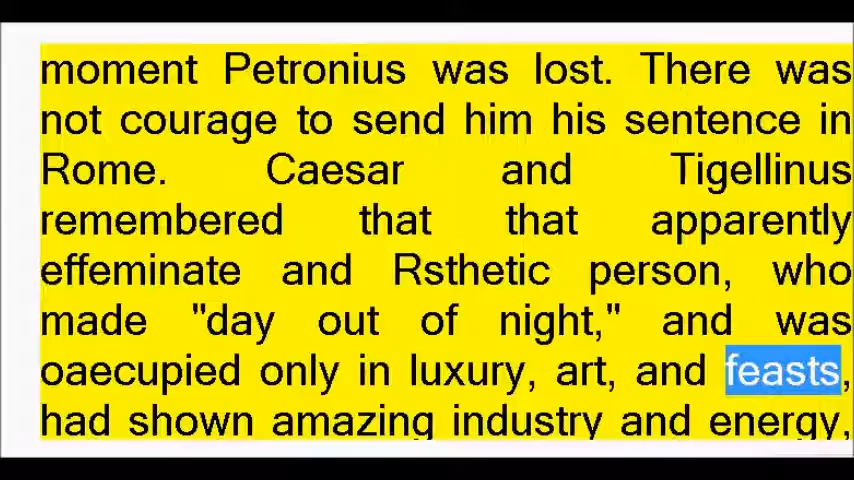 moment Petronius was lost. There was
not courage to send him his sentence in
Rome. Caesar and Tigellinus
remembered that that apparently
effeminate and Rsthetic person, who
made "day out of night," and was
oaecupied only in luxury, art, and feasts,
had shown amazing industry and energy,